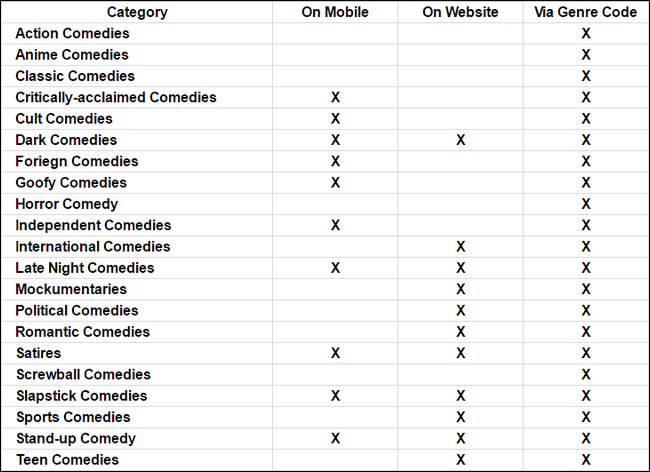 Category On Mobile On Website Via Genre Code
Action Comedies X
Anime Comedies X
Classic Comedies X
Critically-acclaimed Comedies X X
Cult Comedies X X
Dark Comedies X X X
Foriegn Comedies X X
Goofy Comedies X X
Horror Comedy X
Independent Comedies X X
International Comedies X X
Late Night Comedies X X X
Mockumentaries X X
Political Comedies X X
Romantic Comedies X X
Satires X X X
Screwball Comedies X
Slapstick Comedies X X X
Sports Comedies X X
Stand-up Comedy X X X
Teen Comedies X X